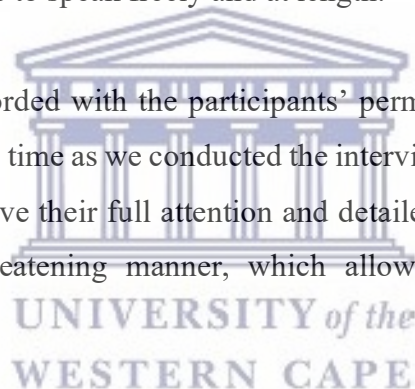 to speak freely and at length.
orded with the participants’ perm
time as we conducted the intervi
ve their full attention and detaile
eatening manner, which allow
UNIVERSITY of the
WESTERN CAPE